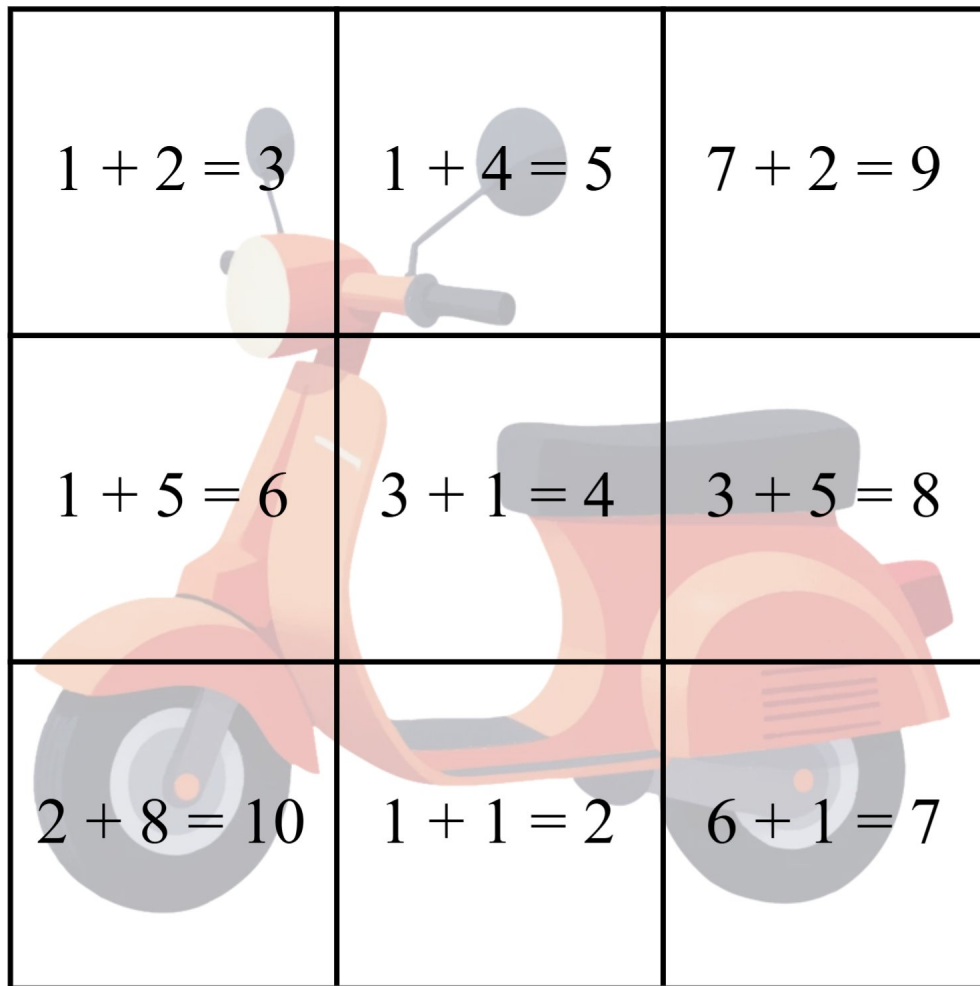 1 + 2 = 3
1 + 4 = 5
7 + 2 = 9
1 + 5 = 6
3 + 1 = 4
3 + 5 = 8
2 + 8 = 10
1 + 1 = 2
6 + 1 = 7